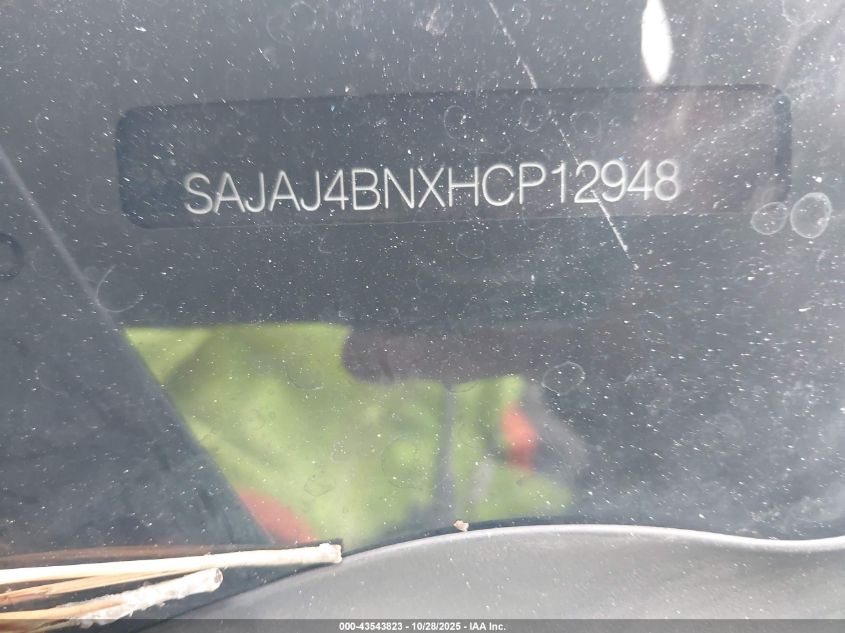 SAJAJ4BNXHCP12948
000-43543823 - 10/28/2025 - IAA Inc.